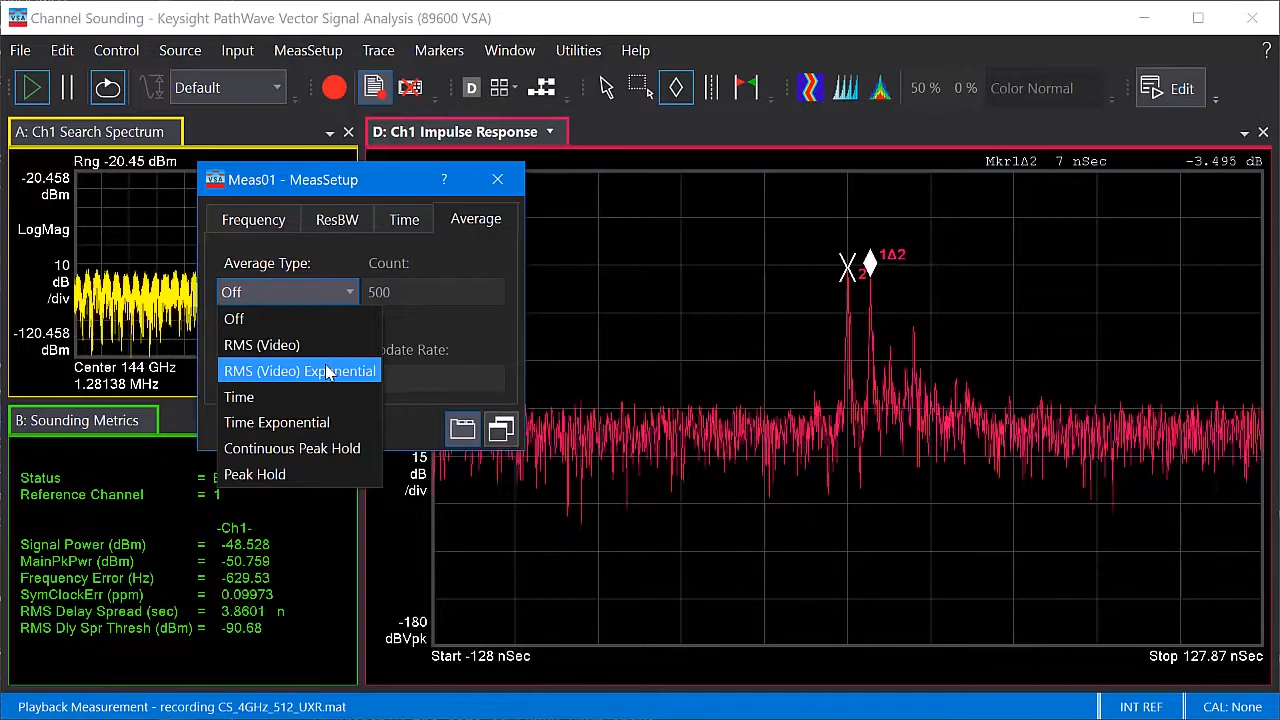 Channel Sounding - Keysight PathWave Vector Signal Analysis (89600 VSA)
File Edit Control Source Input MeasSetup Trace Markers Window Utilities Help ?
Default D 50 % 0 % Color Normal Edit
A: Ch1 Search Spectrum
D: Ch1 Impulse Response
Rng -20.45 dBm
Mkr1Δ2 7 nSec -3.495 dB
-20.458
dBm
LogMag
10
dB
/div
-120.458
dBm
Center 144 GHz
1.28138 MHz
VSA Meas01 - MeasSetup ?
Frequency ResBW Time Average
Average Type: Count:
Off 500
Off
RMS (Video)
RMS (Video) Exponential
Time
Time Exponential
Continuous Peak Hold
Peak Hold
pdate Rate:
2
1Δ2
15
dB
/div
-180
dBVpk
Start -128 nSec
Stop 127.87 nSec
B: Sounding Metrics
Status =
Reference Channel = 1
-Ch1-
Signal Power (dBm) = -48.528
MainPkPwr (dBm) = -50.759
Frequency Error (Hz) = -629.53
SymClockErr (ppm) = 0.09973
RMS Delay Spread (sec) = 3.8601 n
RMS Dly Spr Thresh (dBm) = -90.68
Playback Measurement - recording CS_4GHz_512_UXR.mat
INT REF CAL: None